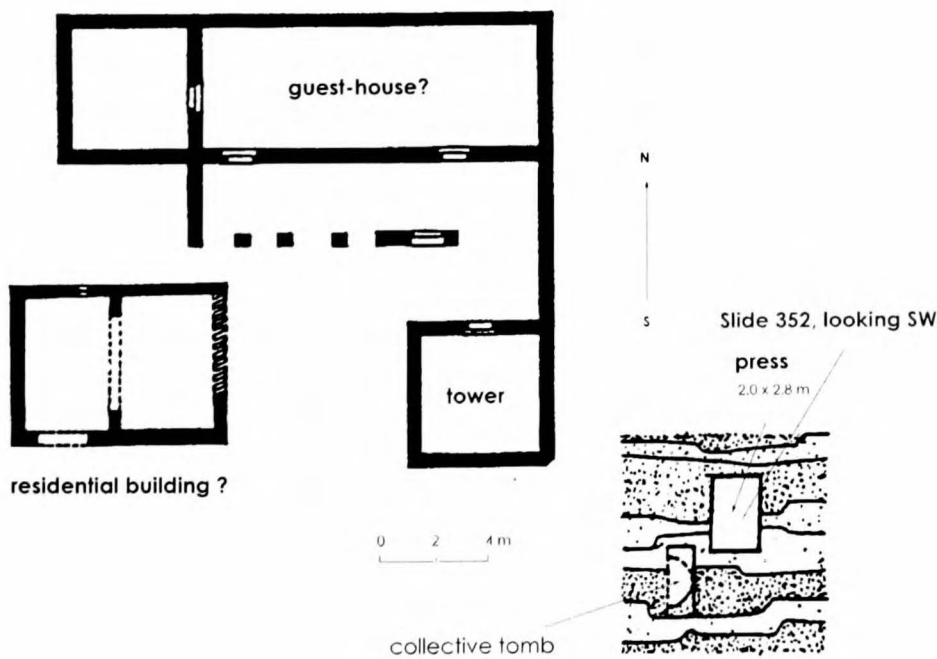 guest-house?
N
S
Slide 352, looking SW
press
2.0 x 2.8 m
tower
residential building ?
0 2 4 m
collective tomb